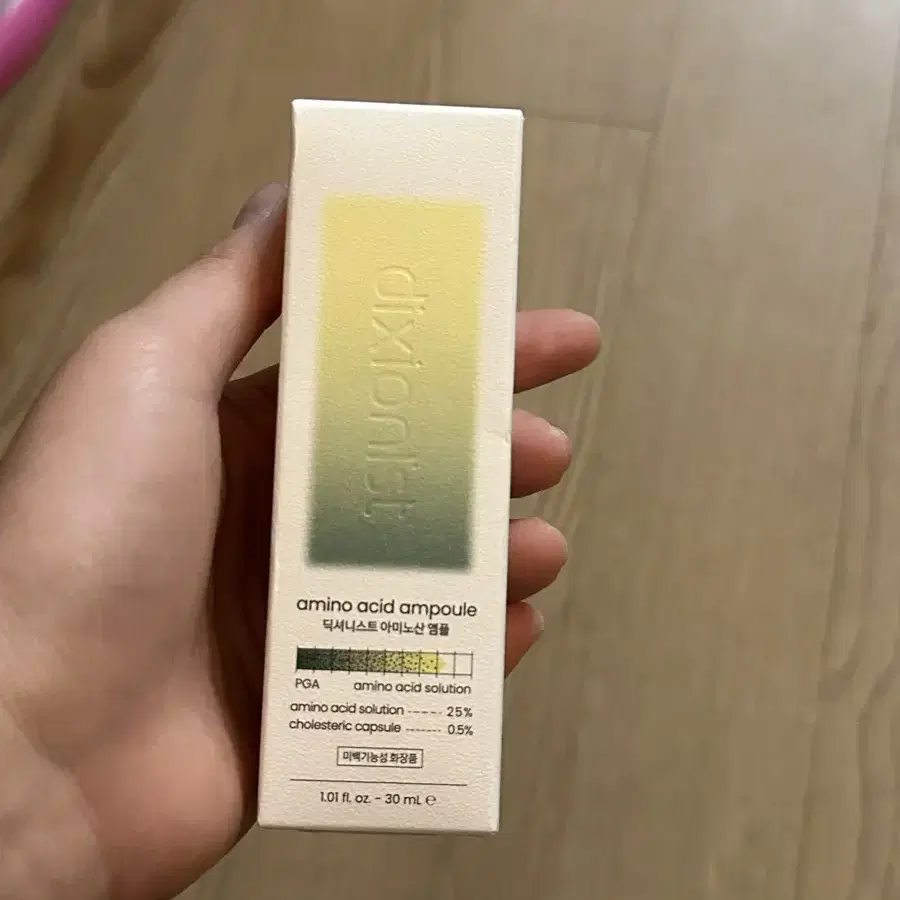 dixionist
amino acid ampoule
딕셔니스트 아미노산 앰플
PGA amino acid solution
amino acid solution ------ 25%
cholesteric capsule ------- 0.5%
미백기능성 화장품
1.01 fl. oz. - 30 mL ℮